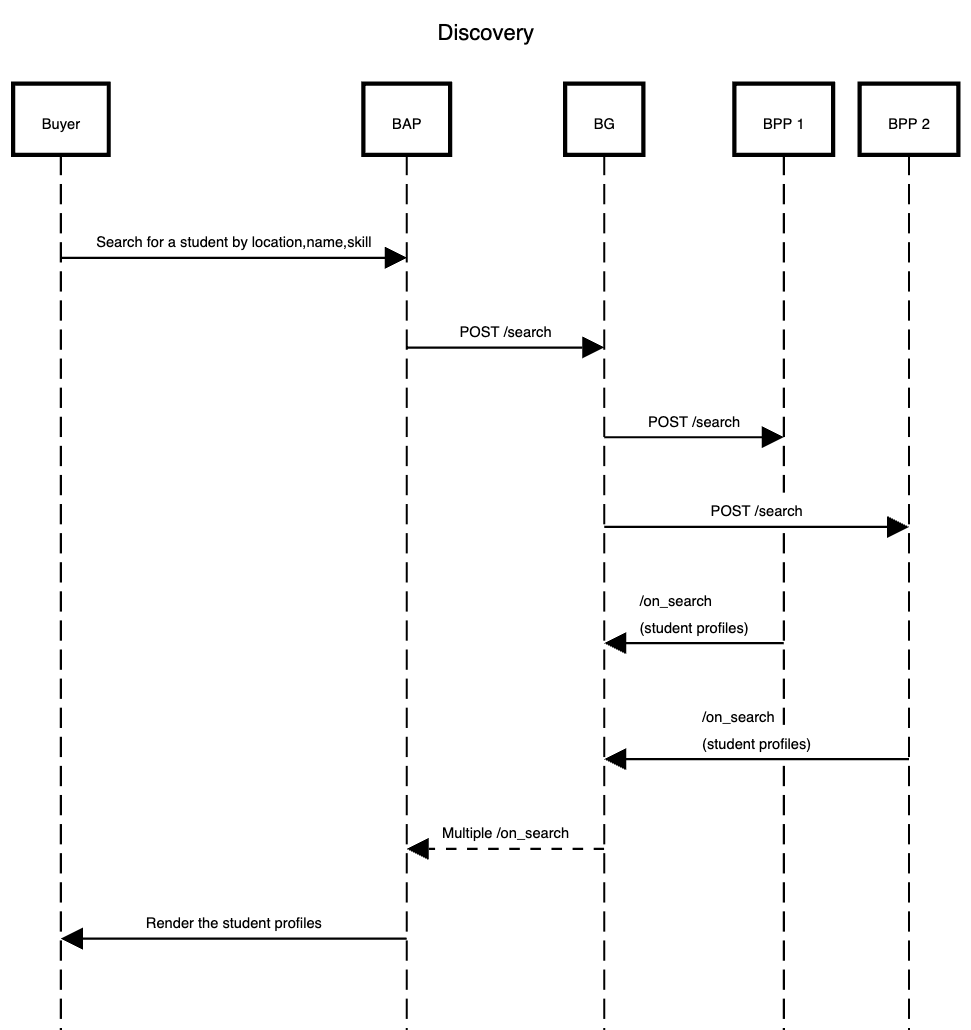 Discovery
Buyer
BAP
BG
BPP 1
BPP 2
Search for a student by location,name,skill
POST /search
POST /search
POST /search
/on_search
(student profiles)
/on_search
(student profiles)
Multiple /on_search
Render the student profiles